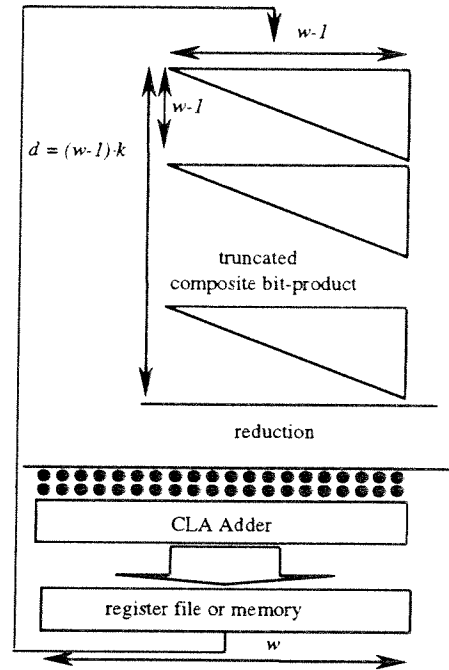 w-1
w-1
d = (w-1)·k
truncated
composite bit-product
reduction
CLA Adder
register file or memory
w